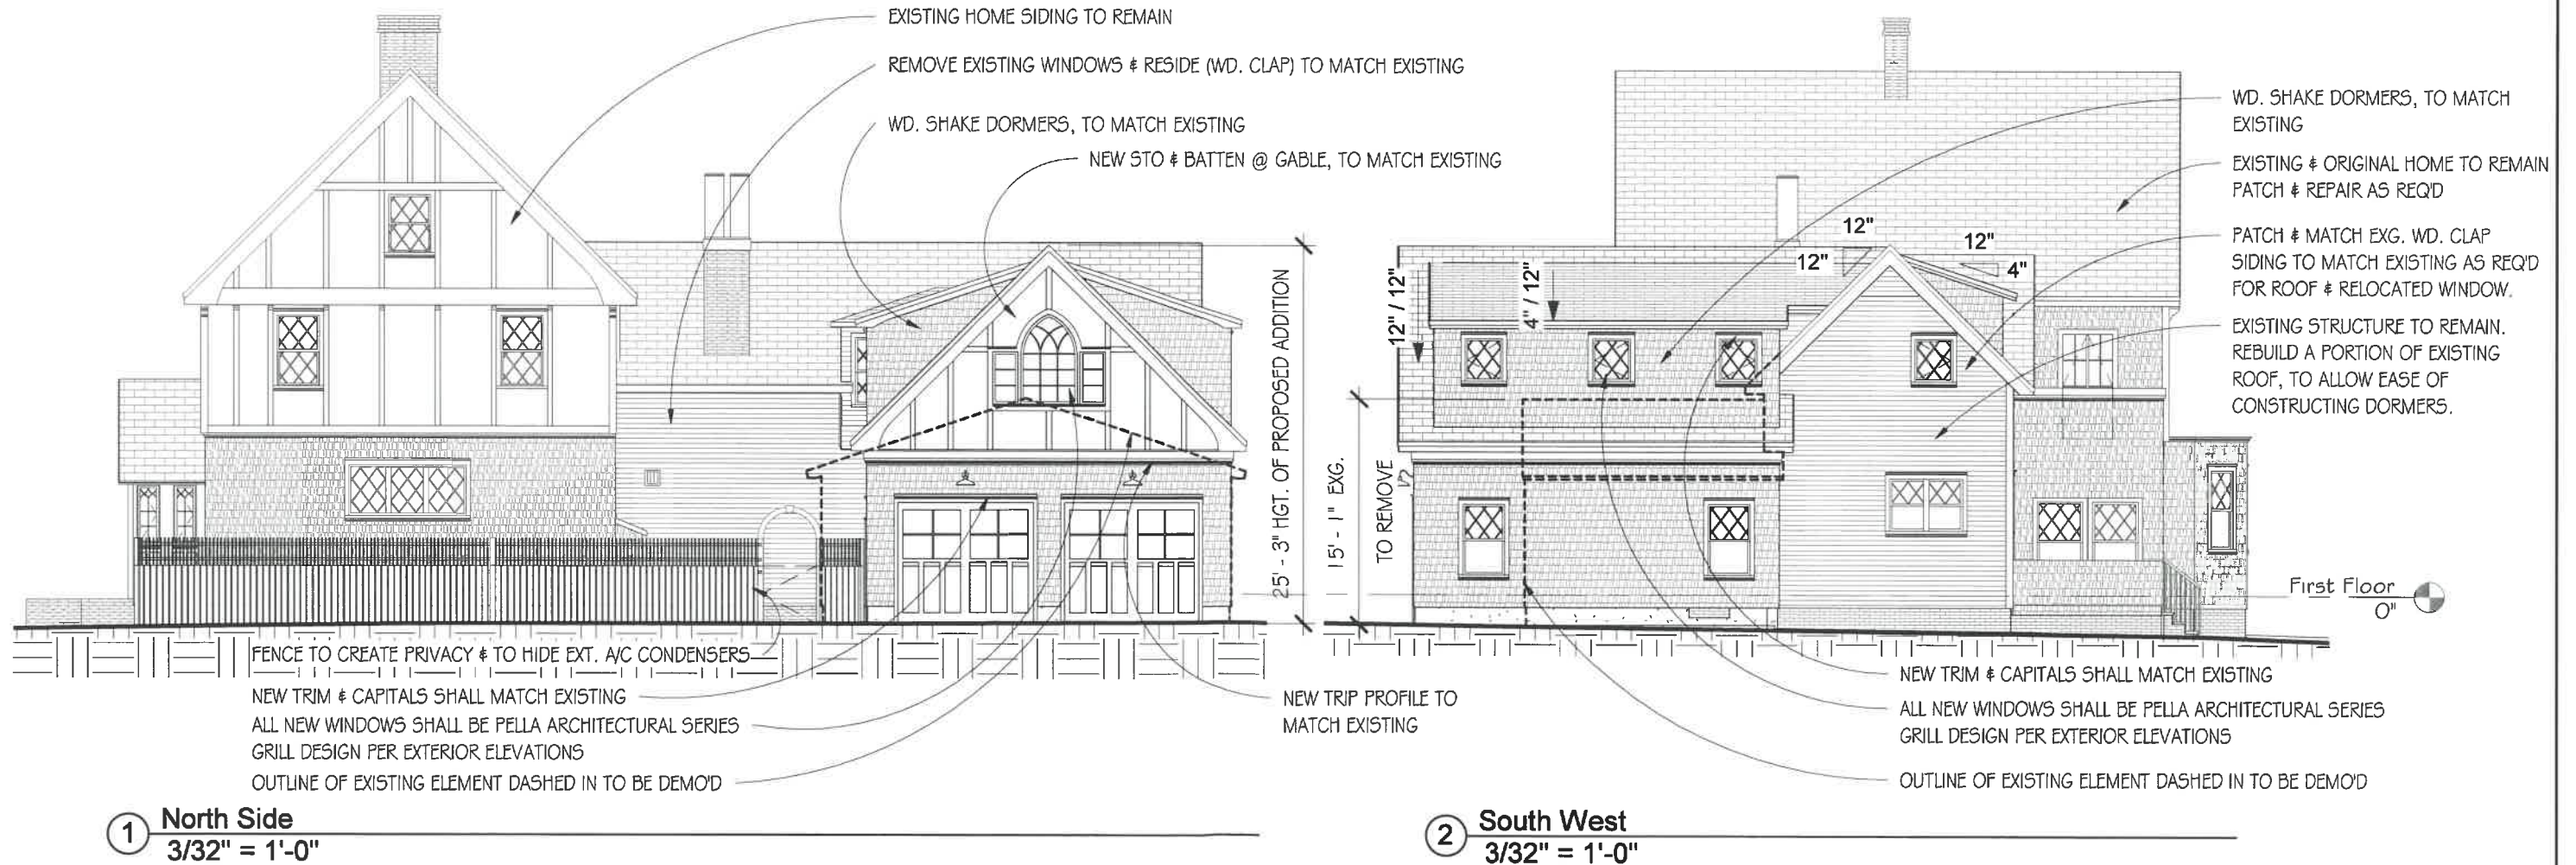 EXISTING HOME SIDING TO REMAIN
REMOVE EXISTING WINDOWS & RESIDE (WD. CLAP) TO MATCH EXISTING
WD. SHAKE DORMERS, TO MATCH EXISTING
NEW STO & BATTEN @ GABLE, TO MATCH EXISTING
25' - 3" HGT. OF PROPOSED ADDITION
FENCE TO CREATE PRIVACY & TO HIDE EXT. A/C CONDENSERS
NEW TRIM & CAPITALS SHALL MATCH EXISTING
ALL NEW WINDOWS SHALL BE PELLA ARCHITECTURAL SERIES
GRILL DESIGN PER EXTERIOR ELEVATIONS
OUTLINE OF EXISTING ELEMENT DASHED IN TO BE DEMO'D
NEW TRIP PROFILE TO
MATCH EXISTING
1 North Side
3/32" = 1'-0"
WD. SHAKE DORMERS, TO MATCH
EXISTING
EXISTING & ORIGINAL HOME TO REMAIN
PATCH & REPAIR AS REQ'D
PATCH & MATCH EXG. WD. CLAP
SIDING TO MATCH EXISTING AS REQ'D
FOR ROOF & RELOCATED WINDOW.
EXISTING STRUCTURE TO REMAIN.
REBUILD A PORTION OF EXISTING
ROOF, TO ALLOW EASE OF
CONSTRUCTING DORMERS.
12"
12"
12"
4"
12" / 12"
4" / 12"
15' - 1" EXG.
TO REMOVE
First Floor
0"
NEW TRIM & CAPITALS SHALL MATCH EXISTING
ALL NEW WINDOWS SHALL BE PELLA ARCHITECTURAL SERIES
GRILL DESIGN PER EXTERIOR ELEVATIONS
OUTLINE OF EXISTING ELEMENT DASHED IN TO BE DEMO'D
2 South West
3/32" = 1'-0"